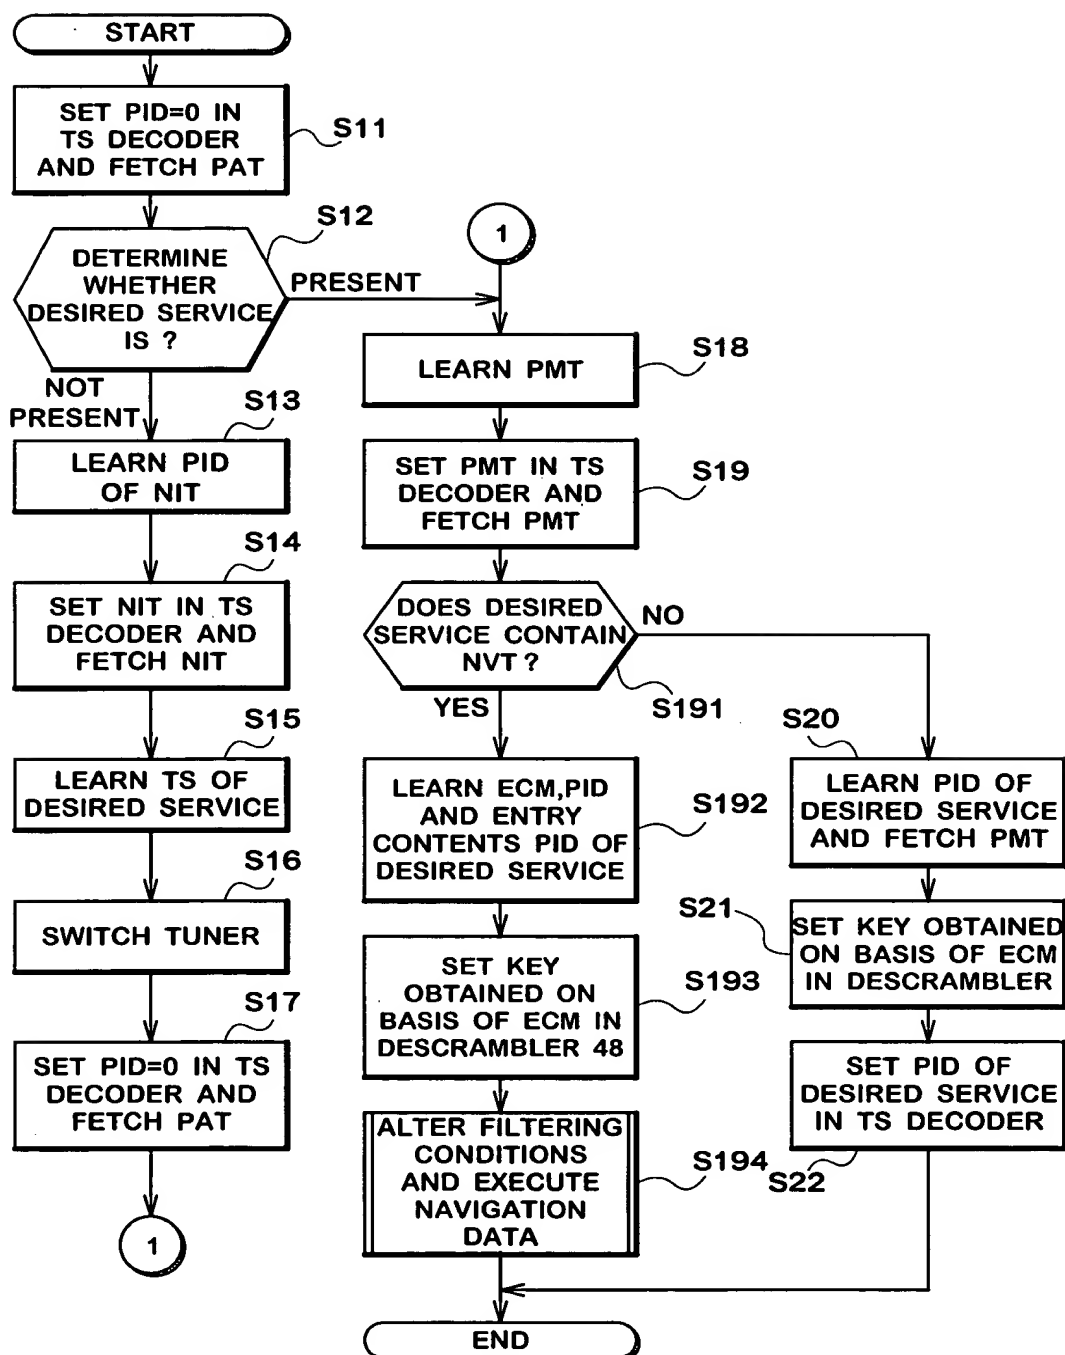 START
SET PID=0 IN
TS DECODER
AND FETCH PAT
S11
S12
DETERMINE
WHETHER
DESIRED SERVICE
IS ?
PRESENT
NOT
PRESENT
S13
LEARN PID
OF NIT
S14
SET NIT IN TS
DECODER AND
FETCH NIT
S15
LEARN TS OF
DESIRED SERVICE
S16
SWITCH TUNER
S17
SET PID=0 IN TS
DECODER AND
FETCH PAT
1
1
LEARN PMT
S18
SET PMT IN TS
DECODER AND
FETCH PMT
S19
DOES DESIRED
SERVICE CONTAIN
NVT ?
NO
YES
S191
LEARN ECM,PID
AND ENTRY
CONTENTS PID OF
DESIRED SERVICE
S192
SET KEY
OBTAINED ON
BASIS OF ECM IN
DESCRAMBLER 48
S193
ALTER FILTERING
CONDITIONS
AND EXECUTE
NAVIGATION
DATA
S194
S20
LEARN PID OF
DESIRED SERVICE
AND FETCH PMT
S21
SET KEY OBTAINED
ON BASIS OF ECM
IN DESCRAMBLER
SET PID OF
DESIRED SERVICE
IN TS DECODER
S22
END